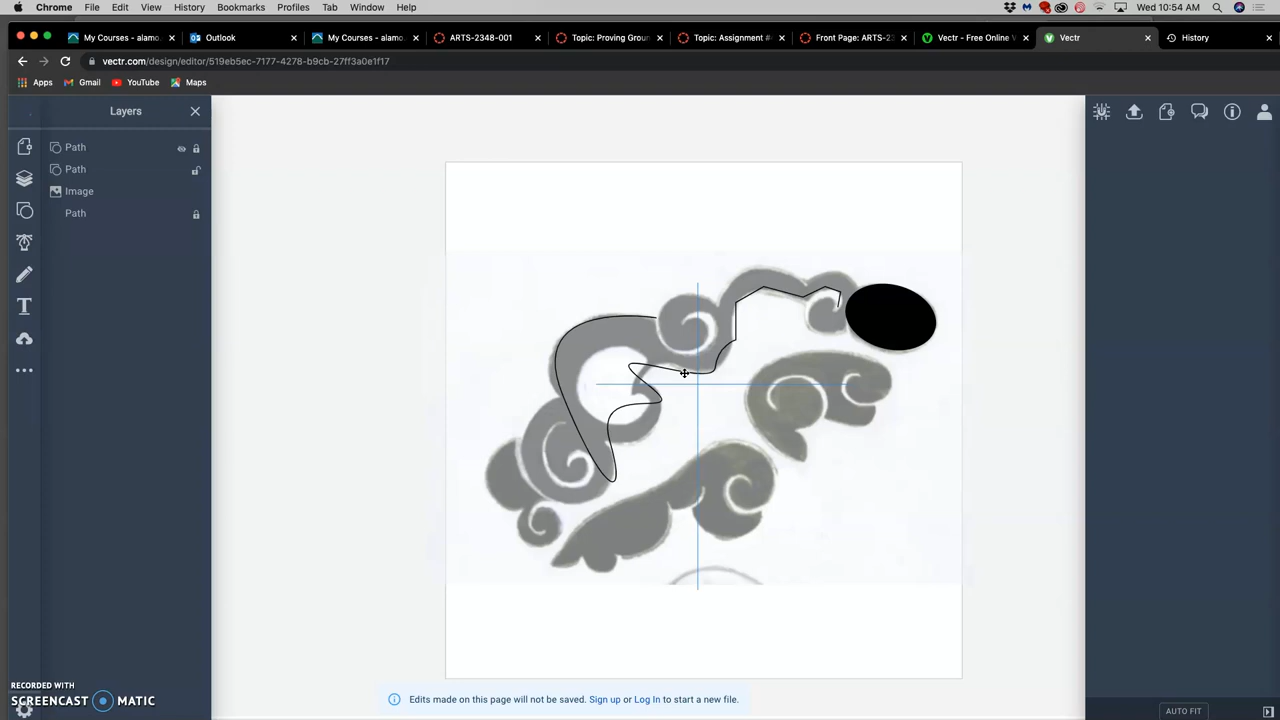 Chrome File Edit View History Bookmarks Profiles Tab Window Help Wed 10:54 AM
My Courses - alamo Outlook My Courses - alamo ARTS-2348-001 Topic: Proving Groun Topic: Assignment # Front Page: ARTS-23 Vectr - Free Online V Vectr History
vectr.com/design/editor/519eb5ec-7177-4278-b9cb-27ff3a0e1f17
Apps Gmail YouTube Maps
Layers
Path
Path
Image
Path
T
RECORDED WITH
SCREENCAST MATIC
Edits made on this page will not be saved. Sign up or Log In to start a new file.
AUTO FIT